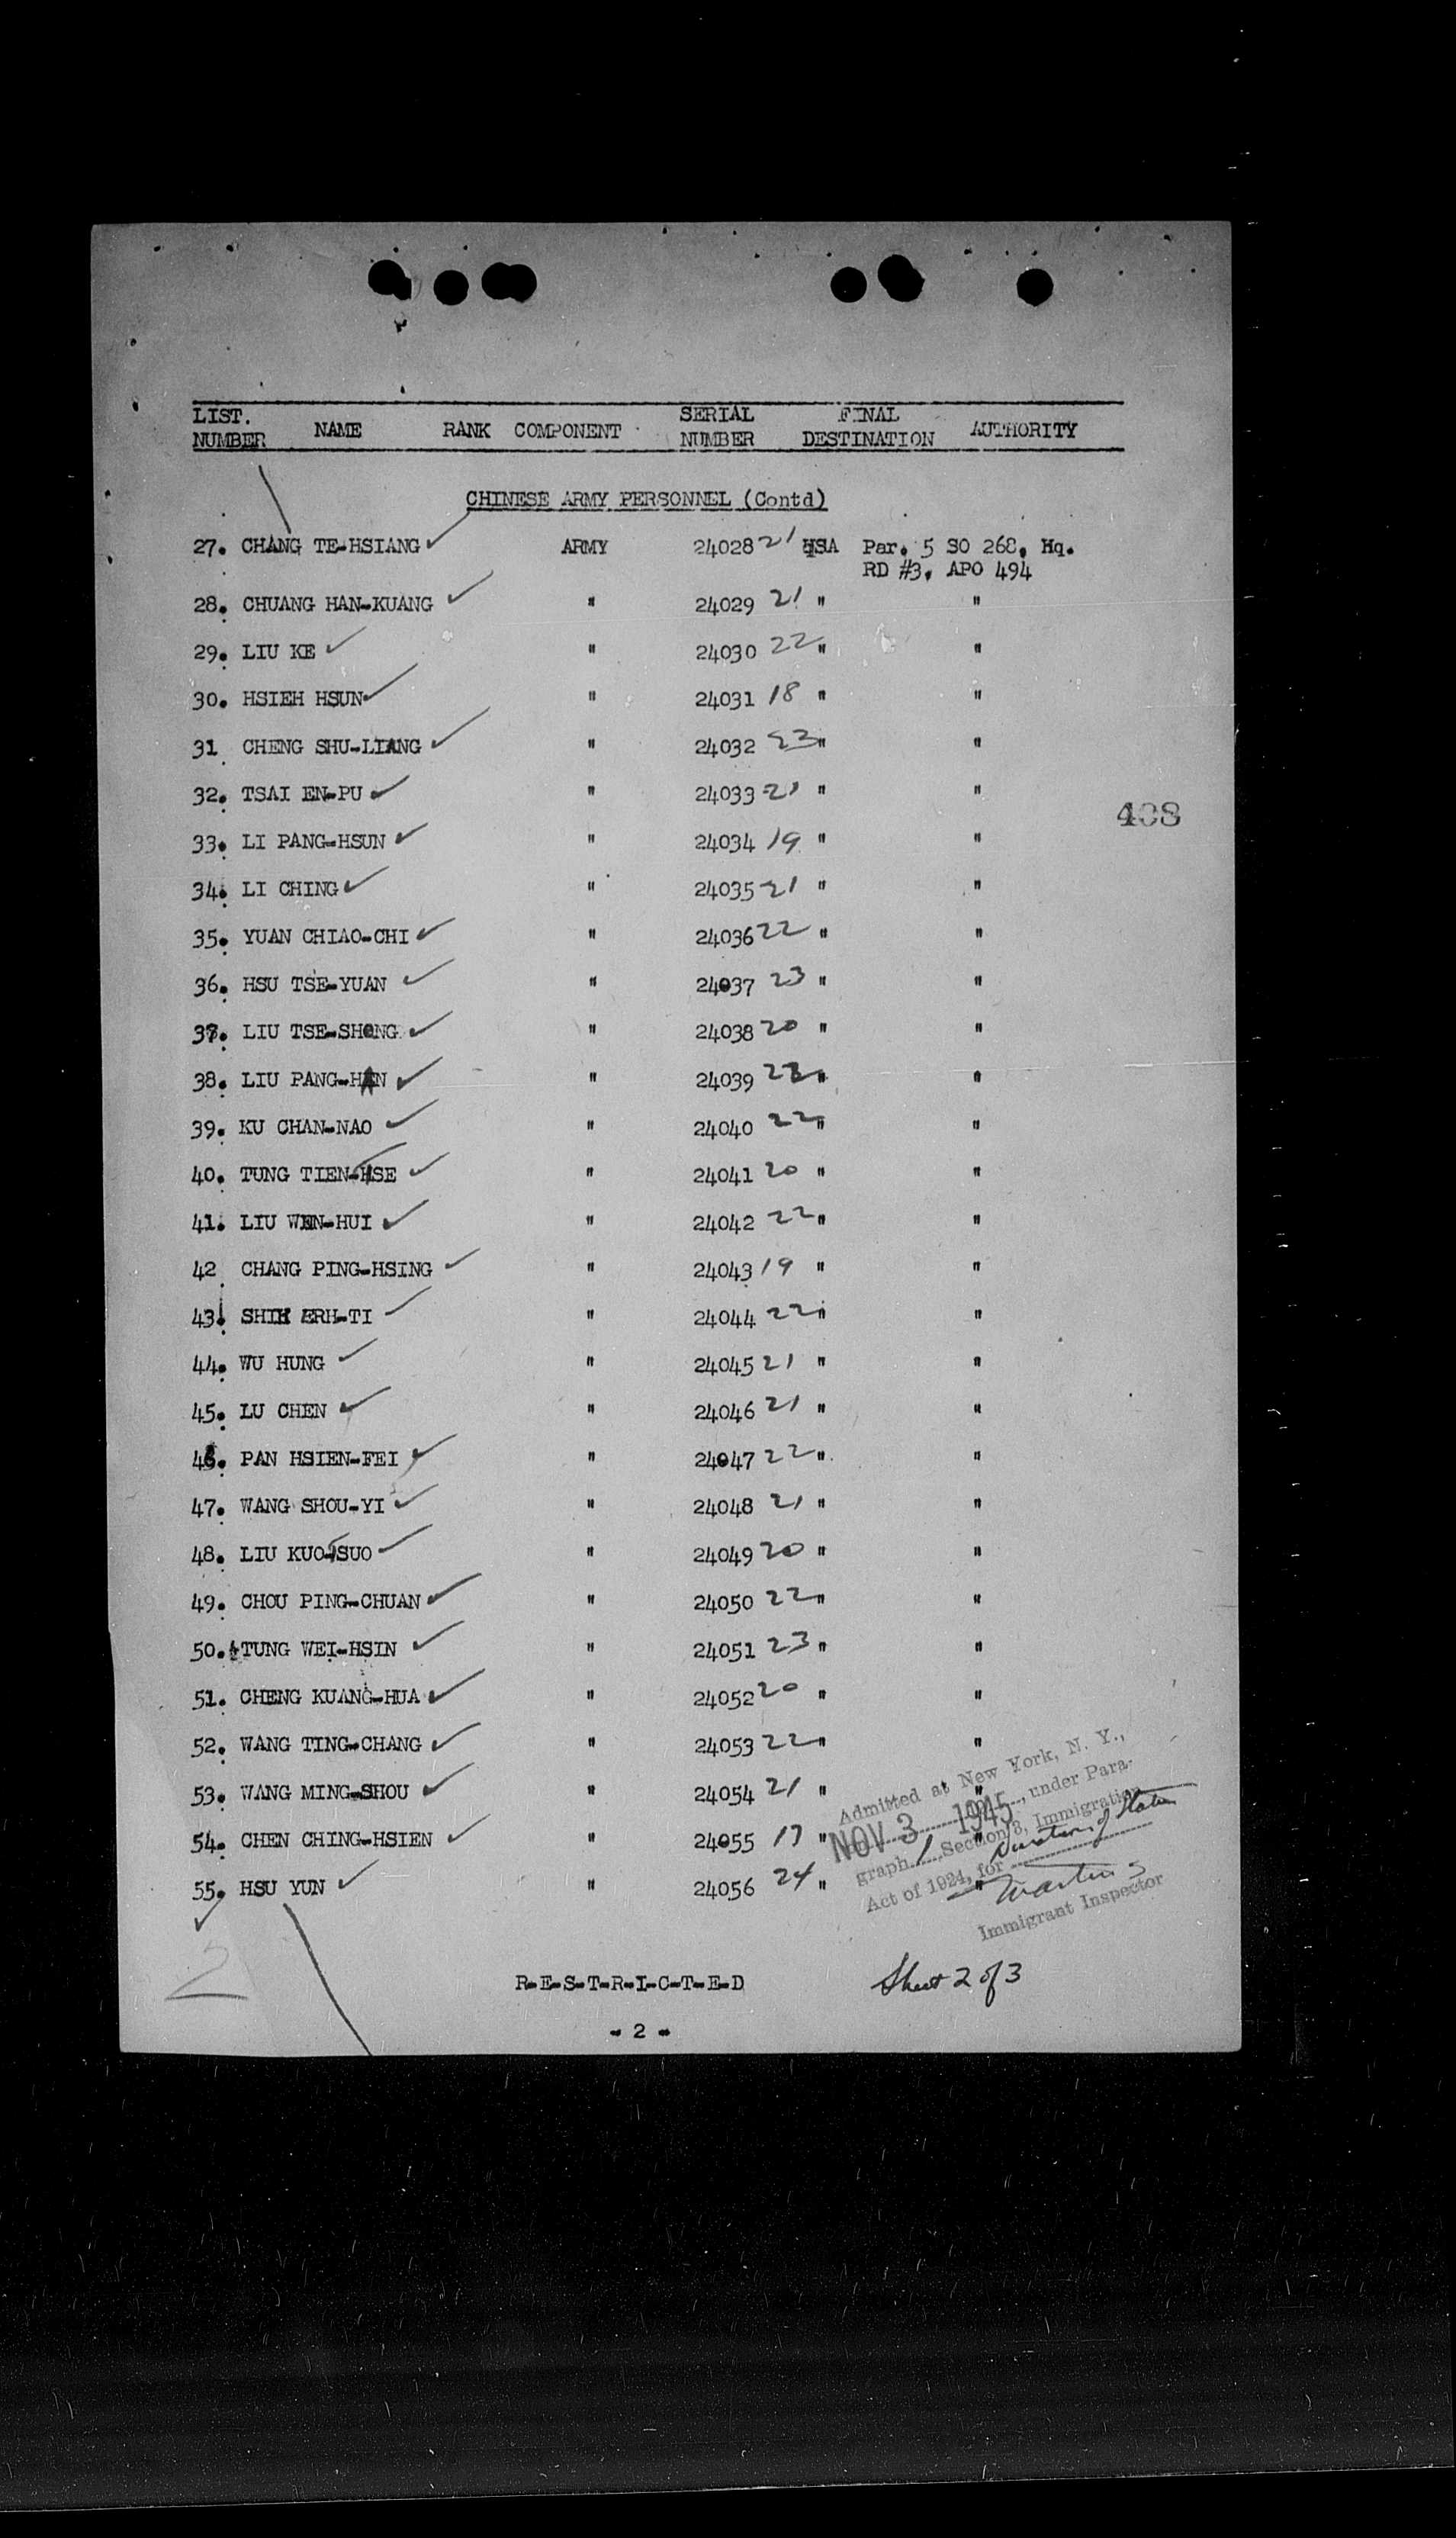 LIST. NUMBER NAME RANK COMPONENT SERIAL NUMBER FINAL DESTINATION AUTHORITY
CHINESE ARMY PERSONNEL (Contd)
27. CHANG TE-HSIANG ✓ ARMY 24028 21 USA Par. 5 SO 268, Hq.
RD #3, APO 494
28. CHUANG HAN-KUANG ✓ " 24029 21 " "
29. LIU KE ✓ " 24030 22 " "
30. HSIEH HSUN ✓ " 24031 18 " "
31 CHENG SHU-LIANG ✓ " 24032 23 " "
32. TSAI EN-PU ✓ " 24033 21 " "
408
33. LI PANG-HSUN ✓ " 24034 19 " "
34. LI CHING ✓ " 24035 21 " "
35. YUAN CHIAO-CHI ✓ " 24036 22 " "
36. HSU TSE-YUAN ✓ " 24037 23 " "
37. LIU TSE-SHONG ✓ " 24038 20 " "
38. LIU PANG-HAN ✓ " 24039 23 " "
39. KU CHAN-NAO ✓ " 24040 22 " "
40. TUNG TIEN-HSE ✓ " 24041 20 " "
41. LIU WEN-HUI ✓ " 24042 22 " "
42 CHANG PING-HSING ✓ " 24043 19 " "
43. SHIH ERH-TI ✓ " 24044 22 " "
44. WU HUNG ✓ " 24045 21 " "
45. LU CHEN ✓ " 24046 21 " "
46. PAN HSIEN-FEI ✓ " 24047 22 " "
47. WANG SHOU-YI ✓ " 24048 21 " "
48. LIU KUO-TSUO ✓ " 24049 20 " "
49. CHOU PING-CHUAN ✓ " 24050 22 " "
50. TUNG WEI-HSIN ✓ " 24051 23 " "
51. CHENG KUANG-HUA ✓ " 24052 20 " "
52. WANG TING-CHANG ✓ " 24053 22 " "
53. WANG MING-SHOU ✓ " 24054 21 " "
54. CHEN CHING-HSIEN ✓ " 24055 19 " "
55. HSU YUN ✓ " 24056 24 " "
Admitted at New York, N. Y.,
on NOV 3 1945, under Para-
graph 1 Section 3, Immigration
Act of 1924, for Duration of Status
Immigrant Inspector
2
R-E-S-T-R-I-C-T-E-D
Sheet 2 of 3
- 2 -